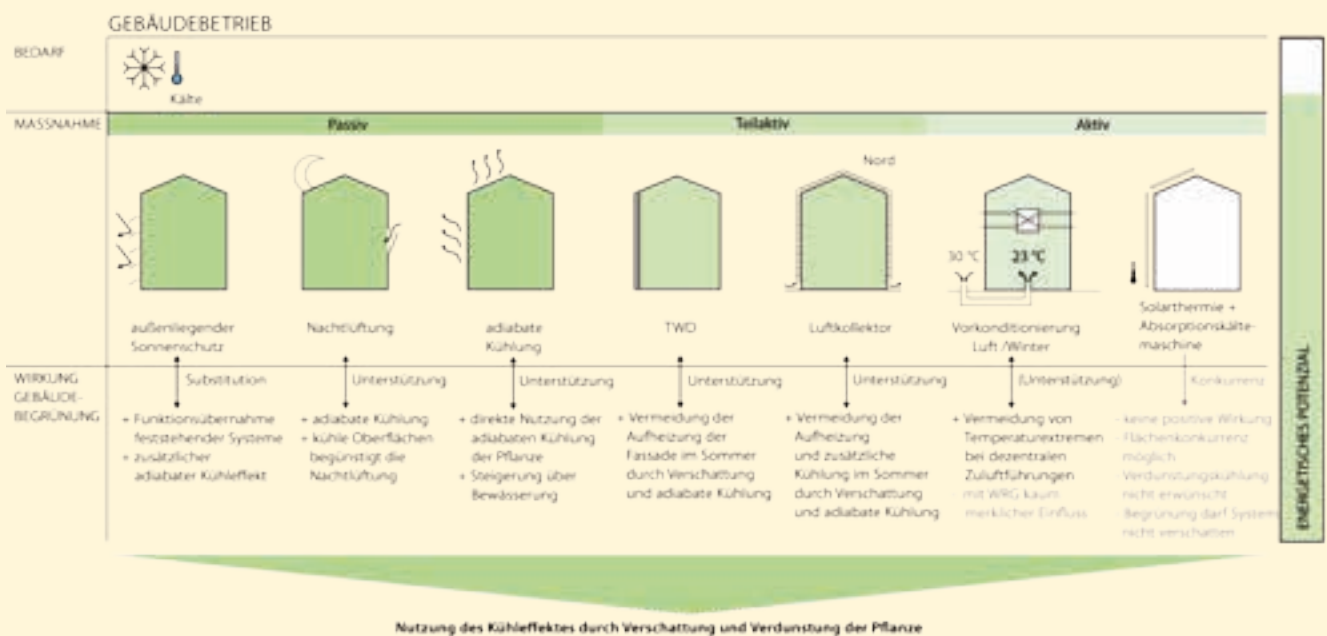 GEBÄUDEBETRIEB
BEDARF
Kälte
MASSNAHME
Passiv
Teilaktiv
Aktiv
Nord
30 °C
23 °C
außenliegender
Sonnenschutz
Nachtlüftung
adiabate
Kühlung
TWD
Luftkollektor
Vorkonditionierung
Luft /Winter
Solarthermie +
Absorptionskälte-
maschine
WIRKUNG
GEBÄUDE-
BEGRÜNUNG
Substitution
+ Funktionsübernahme
feststehender Systeme
+ zusätzlicher
adiabater Kühleffekt
Unterstützung
+ adiabate Kühlung
+ kühle Oberflächen
begünstigt die
Nachtlüftung
Unterstützung
+ direkte Nutzung der
adiabaten Kühlung
der Pflanze
+ Steigerung über
Bewässerung
Unterstützung
+ Vermeidung der
Aufheizung der
Fassade im Sommer
durch Verschattung
und adiabate Kühlung
Unterstützung
+ Vermeidung der
Aufheizung
und zusätzliche
Kühlung im Sommer
durch Verschattung
und adiabate Kühlung
(Unterstützung)
+ Vermeidung von
Temperaturextremen
bei dezentralen
Zuluftführungen
- mit WRG kaum
merklicher Einfluss
Konkurrenz
- keine positive Wirkung
- Flächenkonkurrenz
möglich
- Verdunstungskühlung
nicht erwünscht
- Begrünung darf System
nicht verschatten
ENERGETISCHES POTENZIAL
Nutzung des Kühleffektes durch Verschattung und Verdunstung der Pflanze